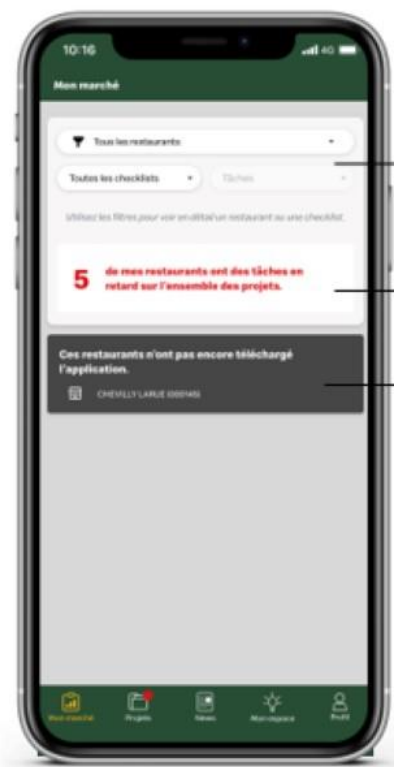 10:16
4G
Mon marché
Tous les restaurants
Toutes les checklists
Tâches
Utilisez les filtres pour voir en détail un restaurant ou une checklist.
5
de mes restaurants ont des tâches en
retard sur l'ensemble des projets.
Ces restaurants n'ont pas encore téléchargé
l'application.
CHEVILLY LARUE
Mon marché
Projets
News
Mon espace
Profil